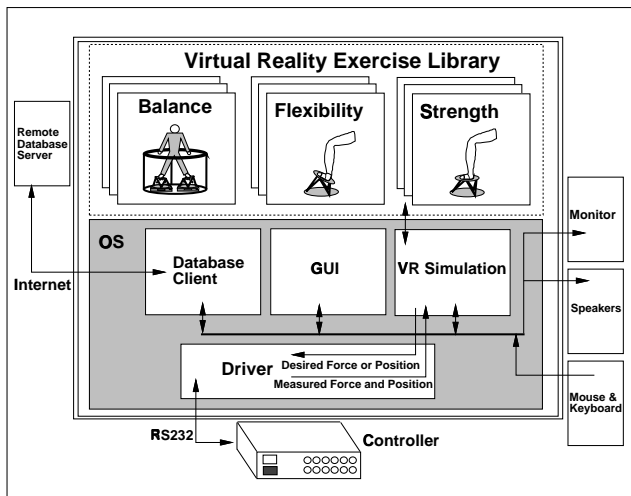 Virtual Reality Exercise Library
Balance
Flexibility
Strength
Remote
Database
Server
Internet
OS
Database
Client
GUI
VR Simulation
Monitor
Speakers
Mouse &
Keyboard
Driver
Desired Force or Position
Measured Force and Position
RS232
Controller